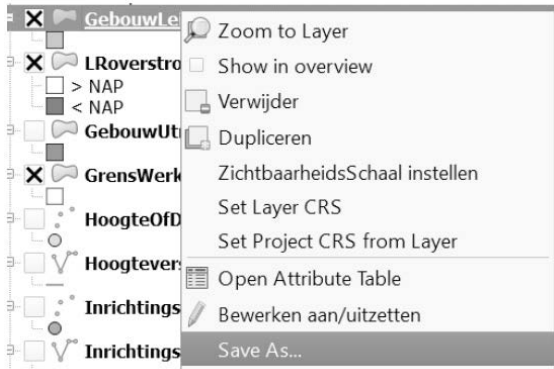 GebouwLe
LRoverstro
> NAP
< NAP
GebouwUt
GrensWerk
HoogteOfD
Hoogtever
Inrichtings
Inrichtings
Zoom to Layer
Show in overview
Verwijder
Dupliceren
ZichtbaarheidsSchaal instellen
Set Layer CRS
Set Project CRS from Layer
Open Attribute Table
Bewerken aan/uitzetten
Save As...